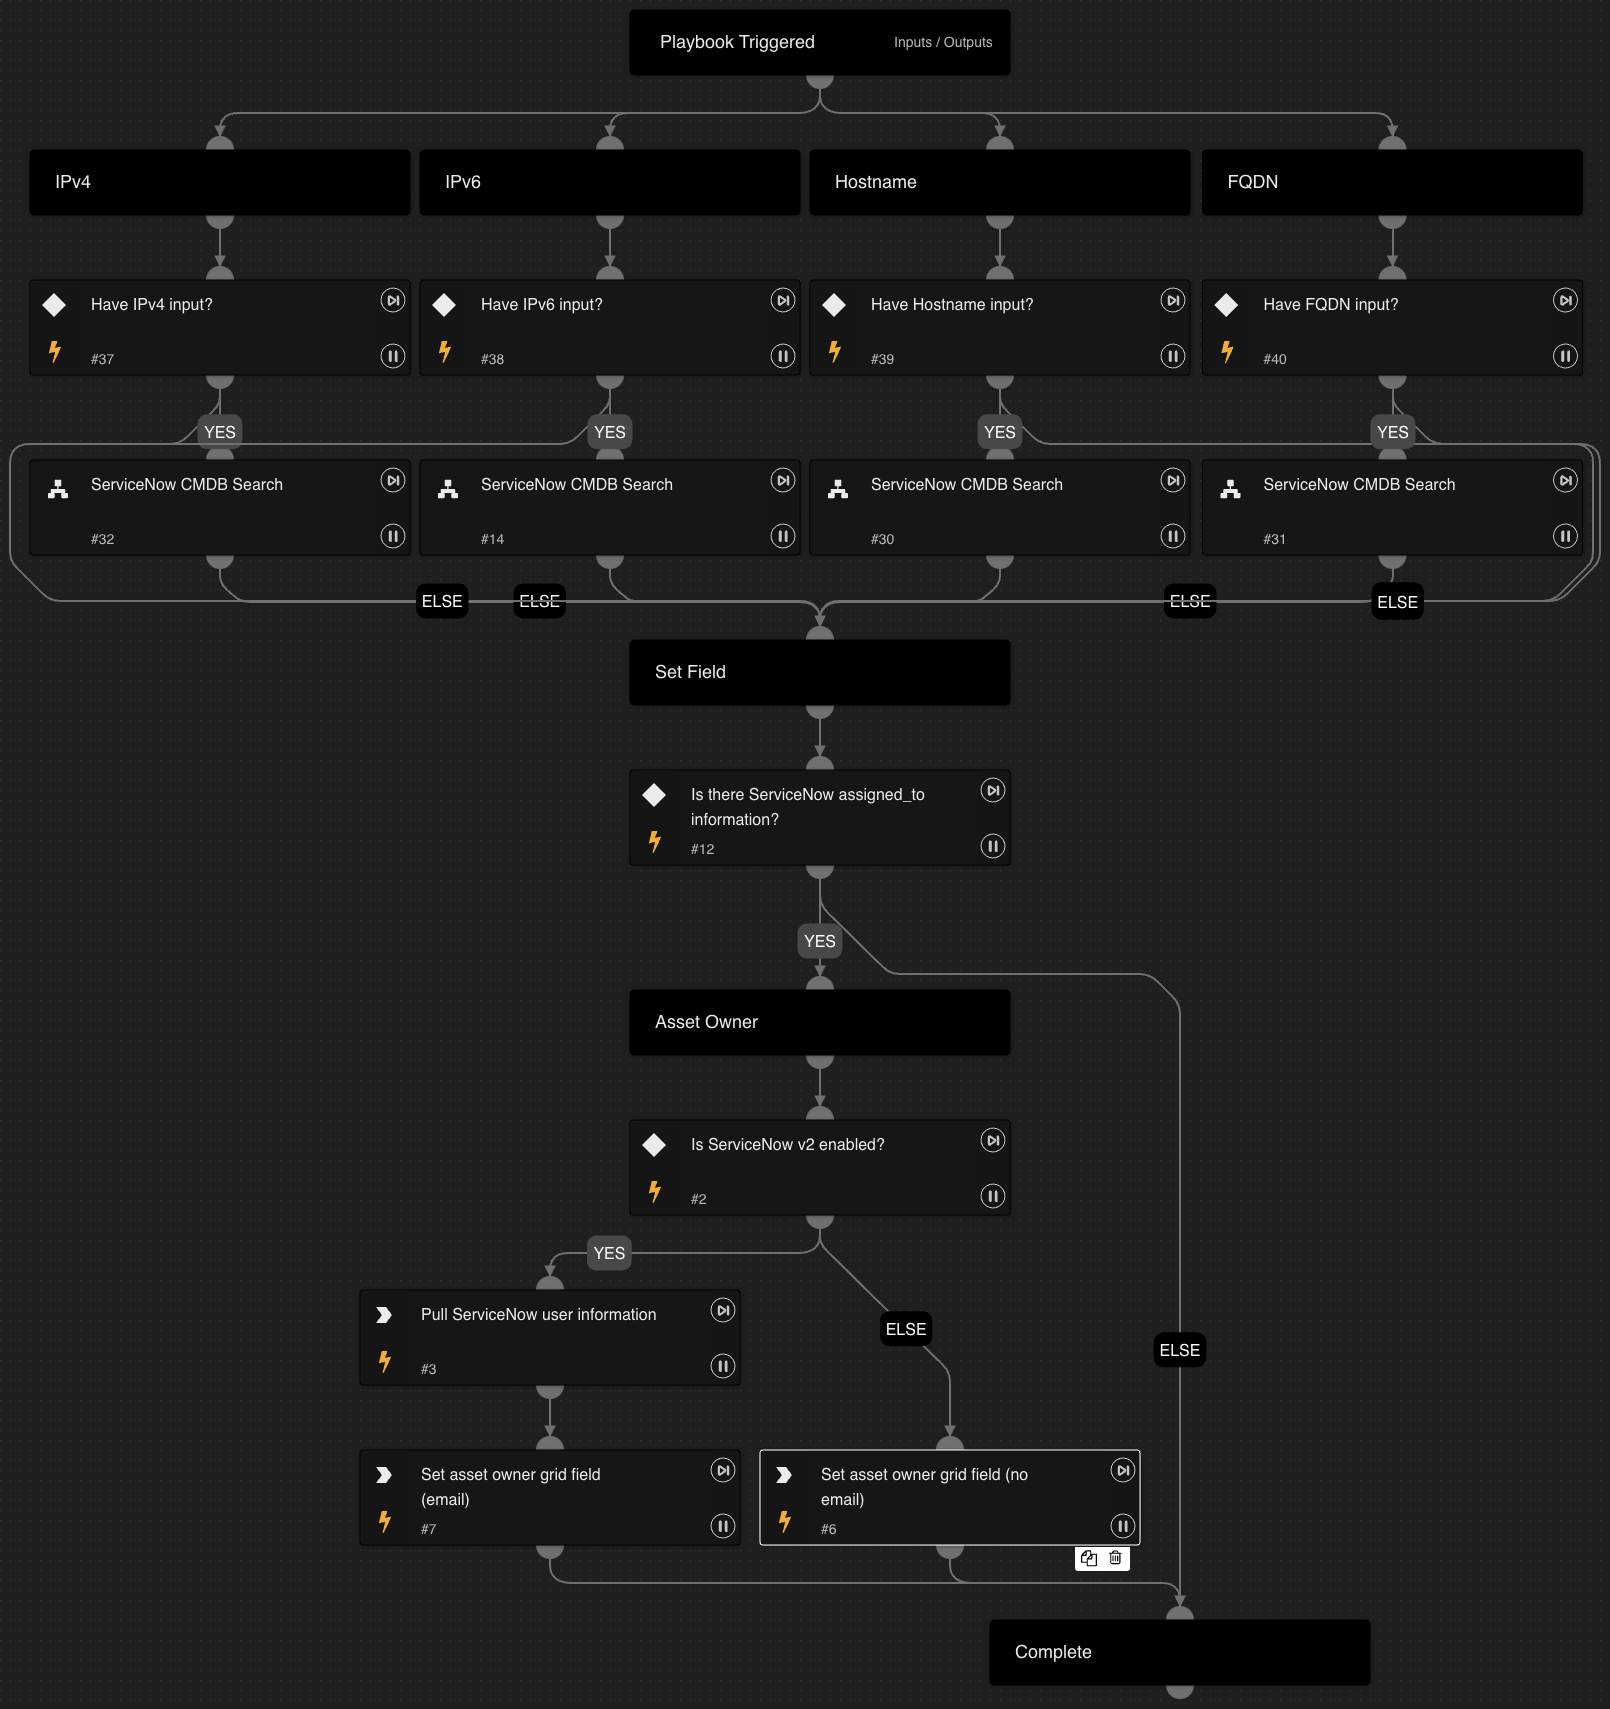 Playbook Triggered
Inputs / Outputs
IPv4
IPv6
Hostname
FQDN
Have IPv4 input?
#37
Have IPv6 input?
#38
Have Hostname input?
#39
Have FQDN input?
#40
YES
YES
YES
YES
ServiceNow CMDB Search
#32
ServiceNow CMDB Search
#14
ServiceNow CMDB Search
#30
ServiceNow CMDB Search
#31
ELSE
ELSE
ELSE
ELSE
Set Field
Is there ServiceNow assigned_to
information?
#12
YES
Asset Owner
Is ServiceNow v2 enabled?
#2
YES
Pull ServiceNow user information
#3
ELSE
ELSE
Set asset owner grid field
(email)
#7
Set asset owner grid field (no
email)
#6
Complete